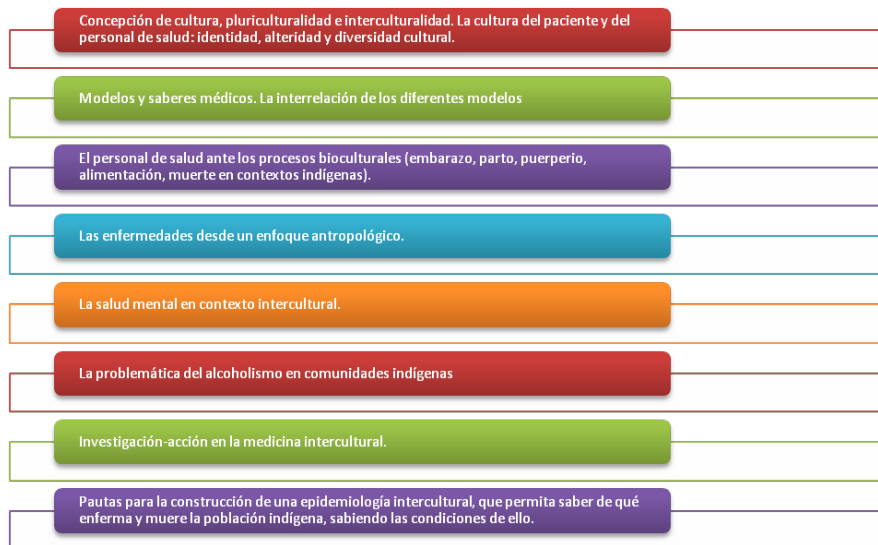 Concepción de cultura, pluriculturalidad e interculturalidad. La cultura del paciente y del
personal de salud: identidad, alteridad y diversidad cultural.
Modelos y saberes médicos. La interrelación de los diferentes modelos
El personal de salud ante los procesos bioculturales (embarazo, parto, puerperio,
alimentación, muerte en contextos indígenas).
Las enfermedades desde un enfoque antropológico.
La salud mental en contexto intercultural.
La problemática del alcoholismo en comunidades indígenas
Investigación-acción en la medicina intercultural.
Pautas para la construcción de una epidemiología intercultural, que permita saber de qué
enferma y muere la población indígena, sabiendo las condiciones de ello.